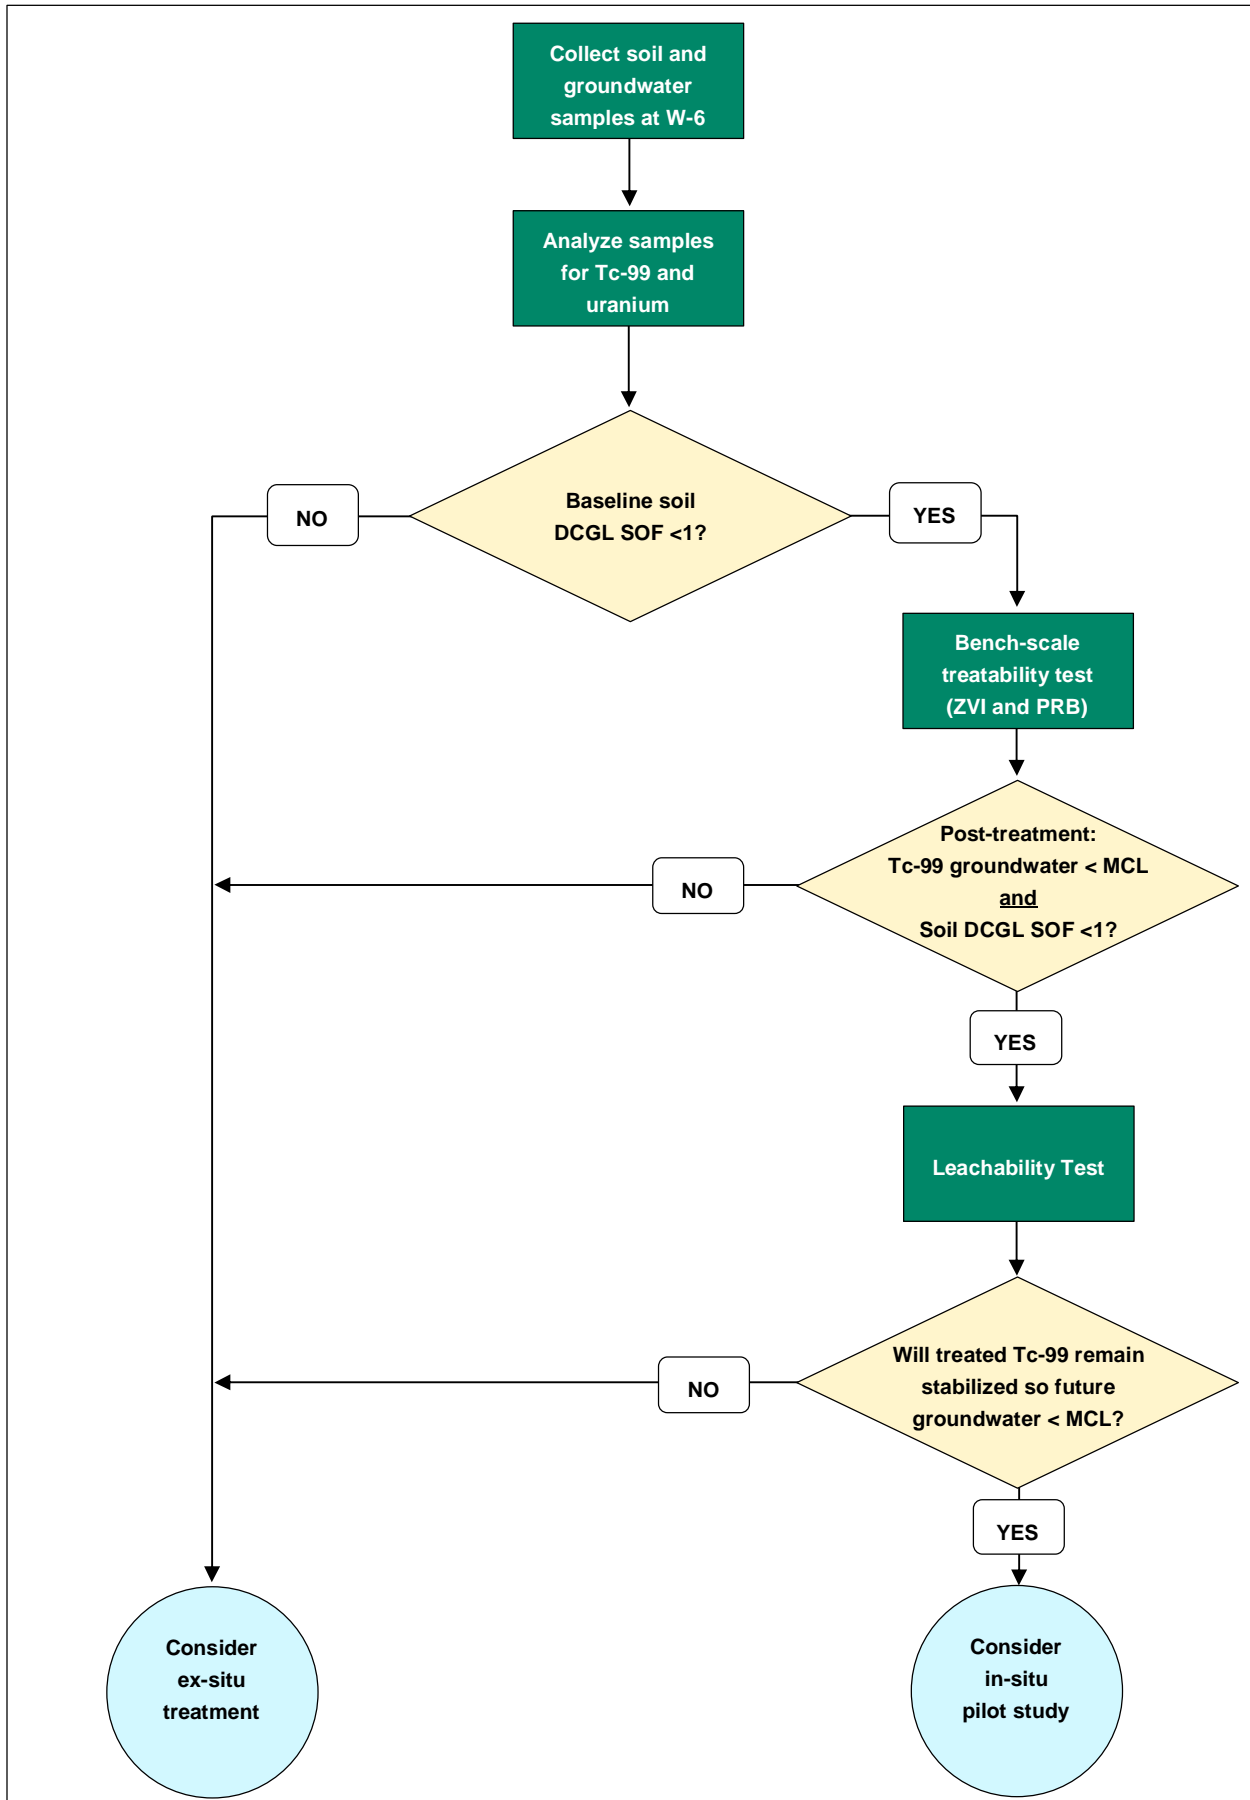 Collect soil and
groundwater
samples at W-6
Analyze samples
for Tc-99 and
uranium
Baseline soil
DCGL SOF <1?
NO
YES
Bench-scale
treatability test
(ZVI and PRB)
Post-treatment:
Tc-99 groundwater < MCL
and
Soil DCGL SOF <1?
NO
YES
Leachability Test
Will treated Tc-99 remain
stabilized so future
groundwater < MCL?
NO
YES
Consider
ex-situ
treatment
Consider
in-situ
pilot study